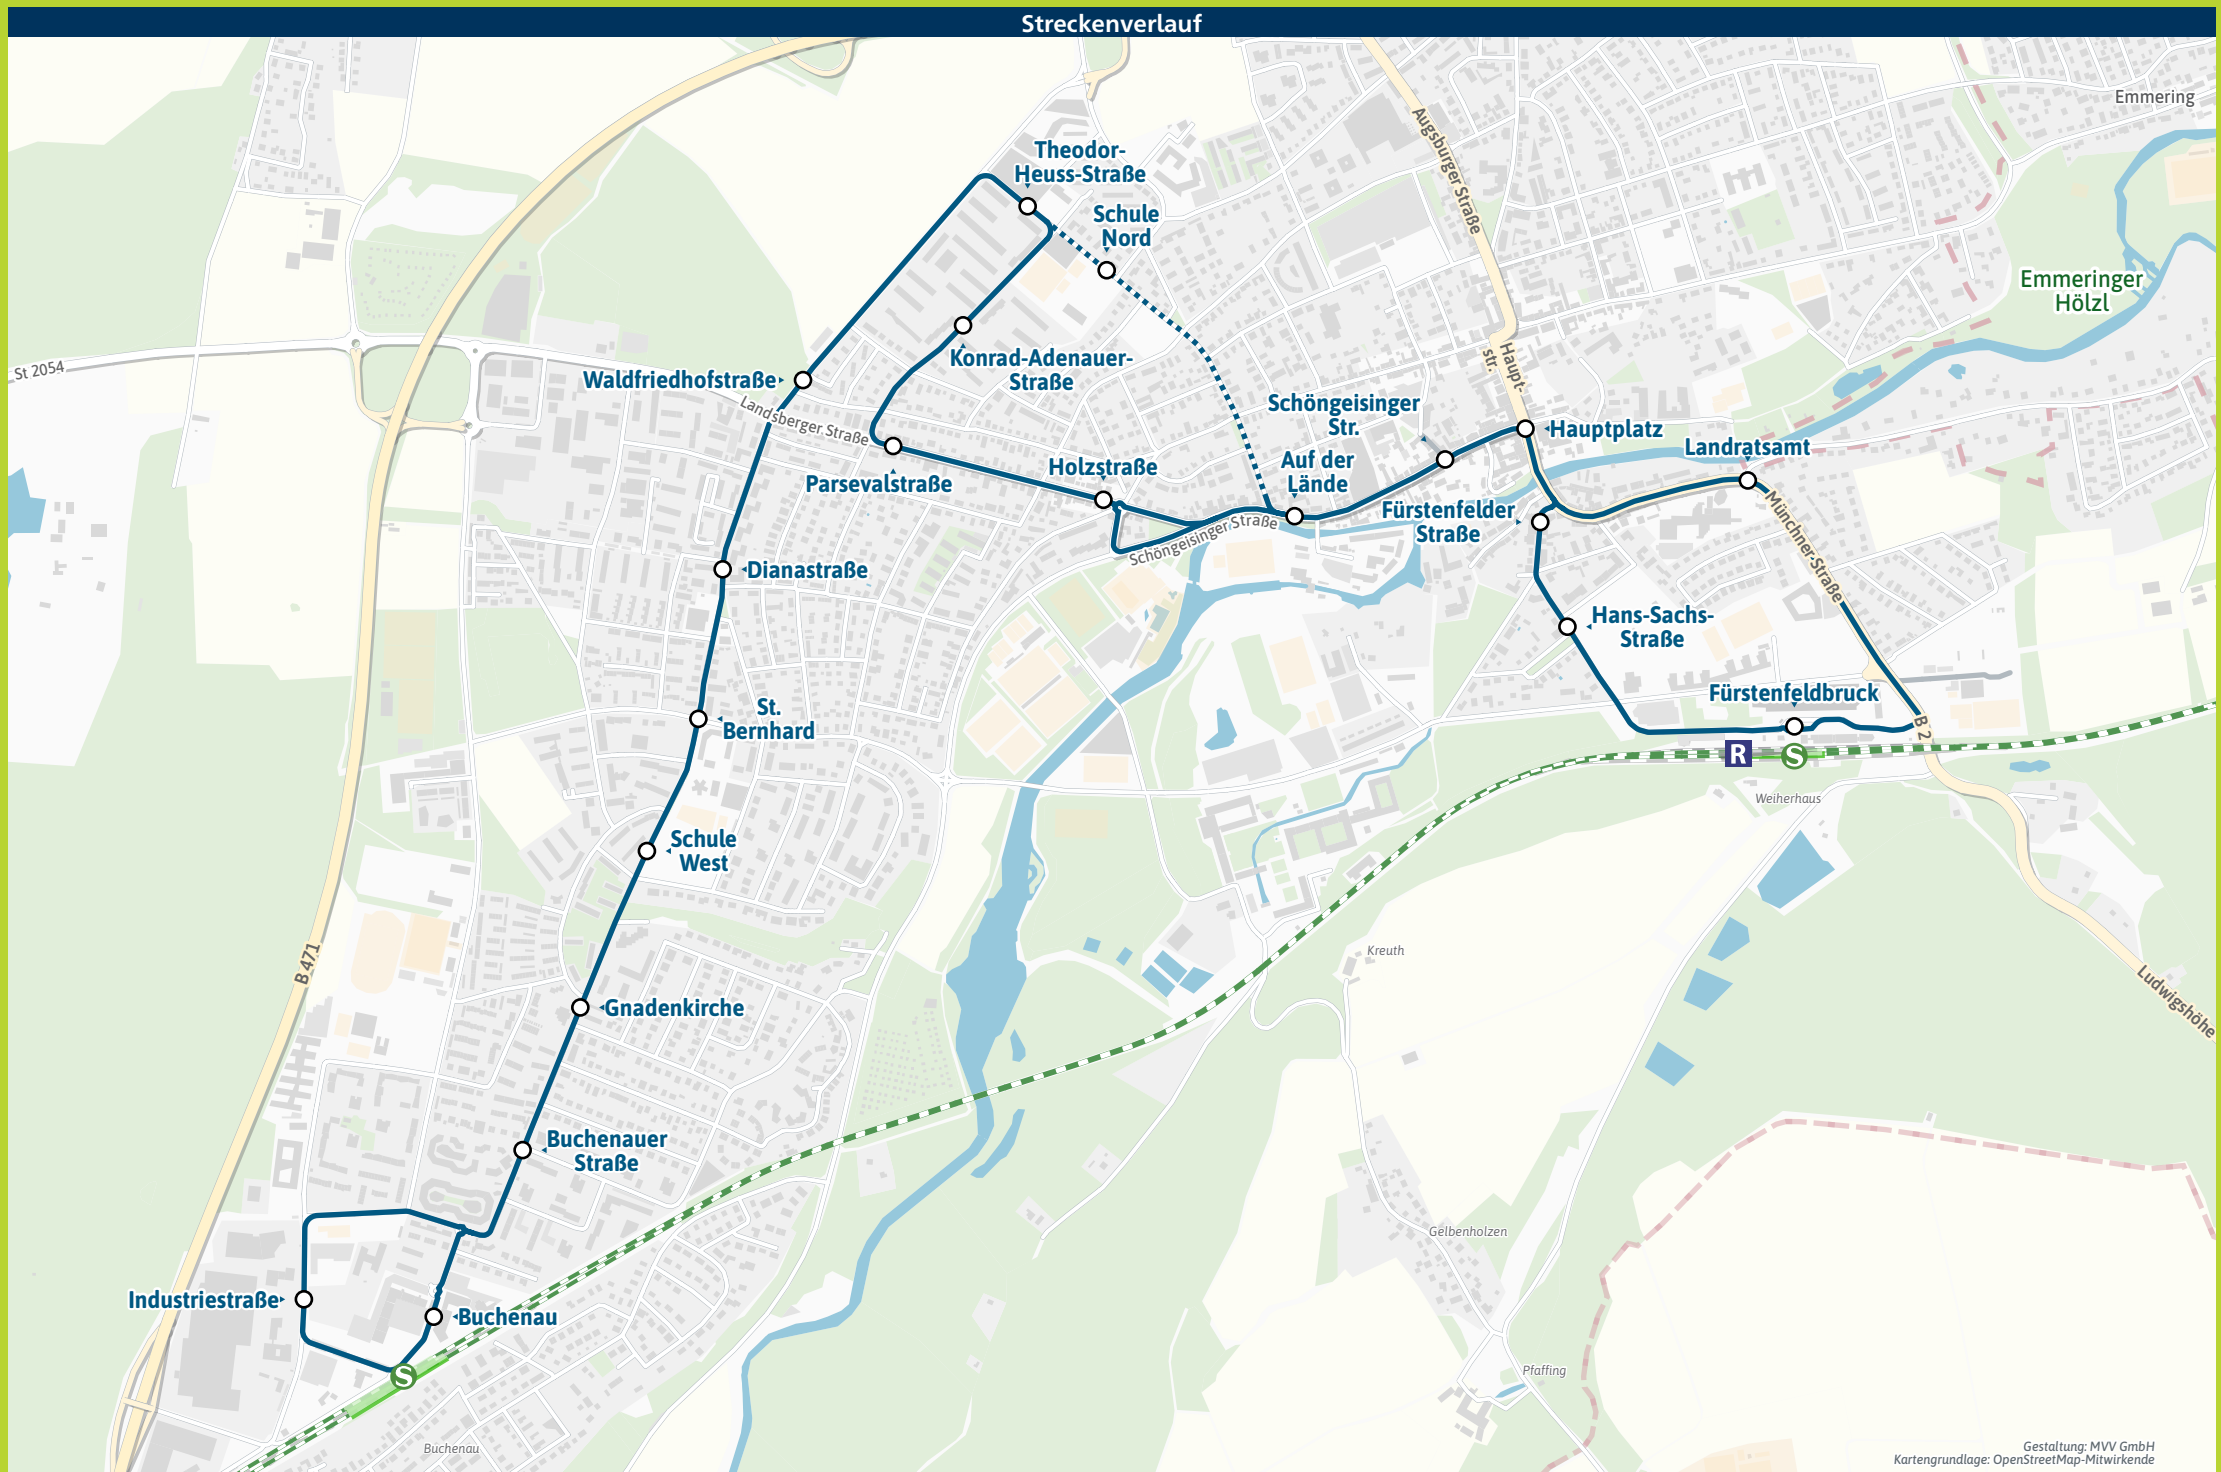 Streckenverlauf
Emmering
Theodor-
Heuss-Straße
Augsburger Straße
Schule
Nord
Emmeringer
Hölzl
St 2054
Konrad-Adenauer-
Straße
Haupt-
str.
Waldfriedhofstraße
Landsberger Straße
Schöngeisinger
Str.
Hauptplatz
Landratsamt
Holzstraße
Auf der
Lände
Parsevalstraße
Fürstenfelder
Straße
Schöngeisinger Straße
Münchner-Straße
Dianastraße
Hans-Sachs-
Straße
Fürstenfeldbruck
St.
Bernhard
B 2
R
S
Weiherhaus
Schule
West
B 471
Kreuth
Ludwigshöhe
Gnadenkirche
Buchenauer
Straße
Gelbenholzen
Industriestraße
Buchenau
S
Pfaffing
Buchenau
Gestaltung: MVV GmbH
Kartengrundlage: OpenStreetMap-Mitwirkende